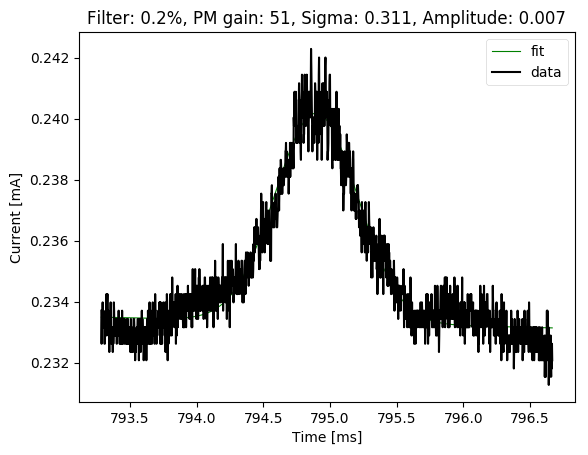 Filter: 0.2%, PM gain: 51, Sigma: 0.311, Amplitude: 0.007
fit
data
Current [mA]
0.242
0.240
0.238
0.236
0.234
0.232
793.5 794.0 794.5 795.0 795.5 796.0 796.5
Time [ms]